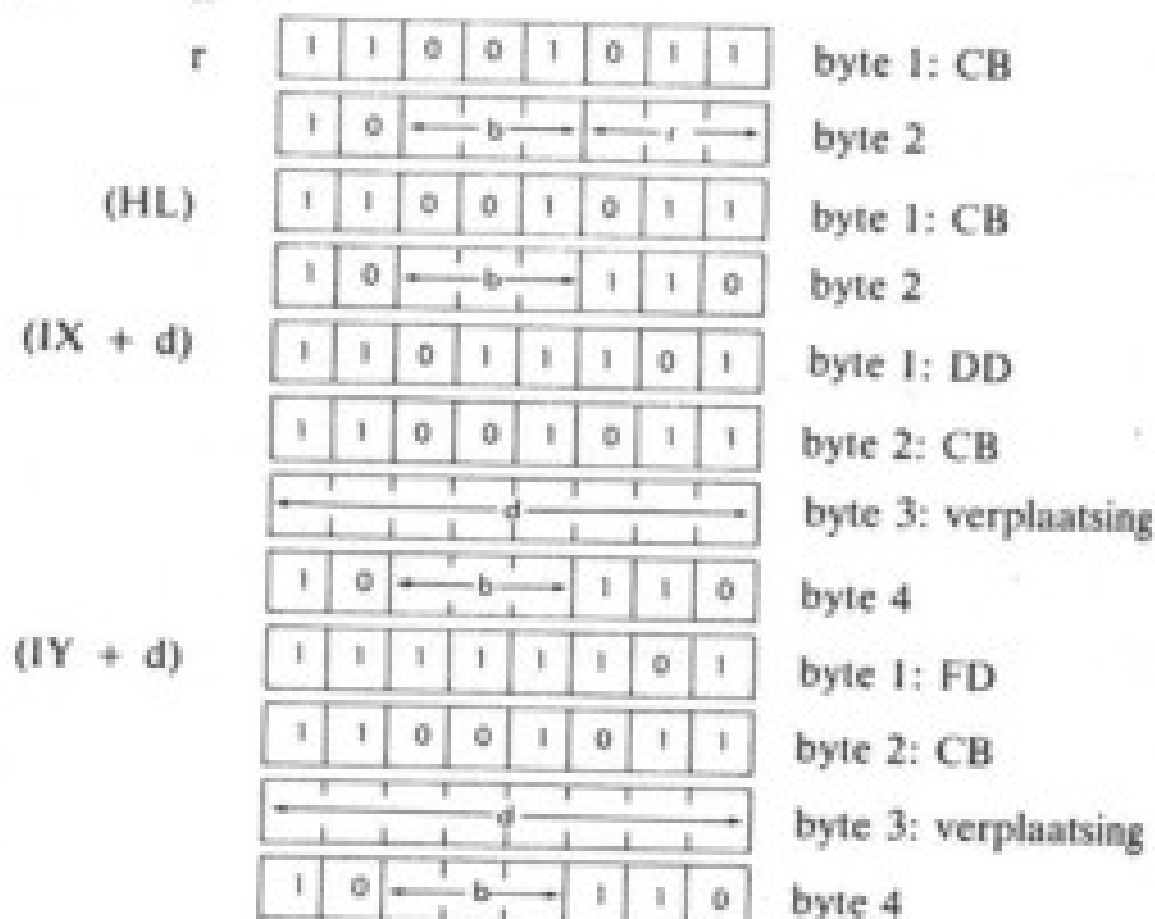 r 1 1 0 0 1 0 1 1 byte 1: CB
1 0 b r byte 2
(HL) 1 1 0 0 1 0 1 1 byte 1: CB
1 0 b 1 1 0 byte 2
(IX + d) 1 1 0 1 1 1 0 1 byte 1: DD
1 1 0 0 1 0 1 1 byte 2: CB
d byte 3: verplaatsing
1 0 b 1 1 0 byte 4
(IY + d) 1 1 1 1 1 1 0 1 byte 1: FD
1 1 0 0 1 0 1 1 byte 2: CB
d byte 3: verplaatsing
1 0 b 1 1 0 byte 4